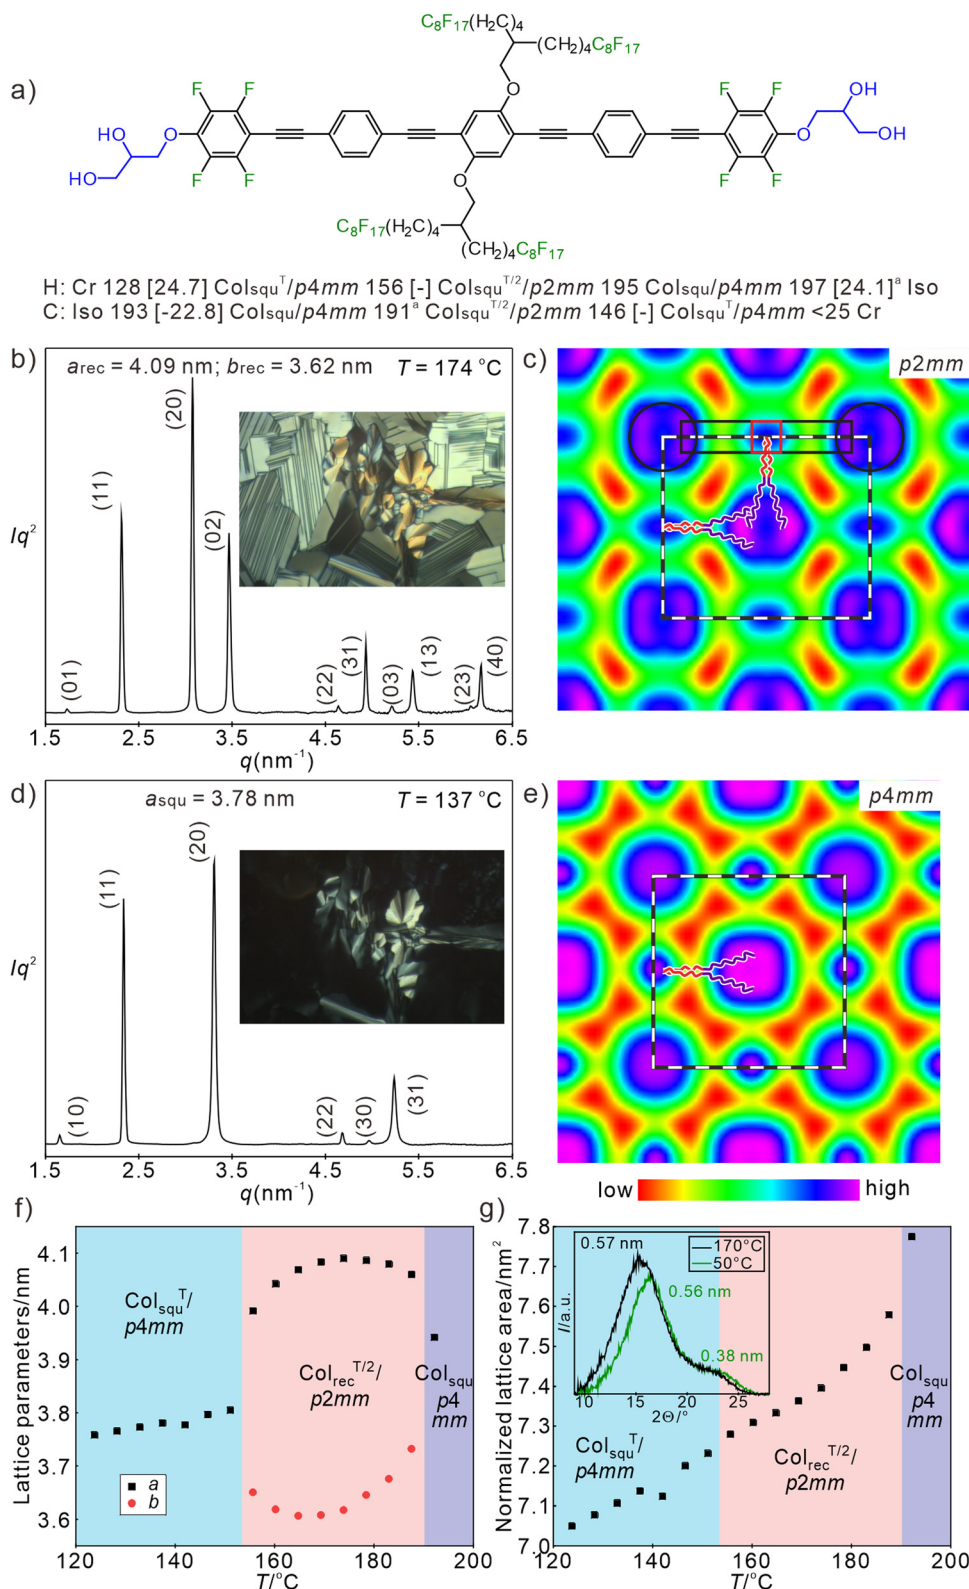 a)
C₈F₁₇(H₂C)₄
(CH₂)₄C₈F₁₇
O
F F F F
OH
HO O O OH
HO
F F F F
O
C₈F₁₇(H₂C)₄
(CH₂)₄C₈F₁₇
H: Cr 128 [24.7] Colsquᵀ/p4mm 156 [-] Colsquᵀ/²/p2mm 195 Colsqu/p4mm 197 [24.1]ᵃ Iso
C: Iso 193 [-22.8] Colsqu/p4mm 191ᵃ Colsquᵀ/²/p2mm 146 [-] Colsquᵀ/p4mm <25 Cr
b)
arec = 4.09 nm; brec = 3.62 nm T = 174 °C
(20)
(11)
(02)
Iq²
(01)
(22)
(31)
(03)
(13)
(23)
(40)
1.5 2.5 3.5 4.5 5.5 6.5
q(nm⁻¹)
c)
p2mm
d)
asqu = 3.78 nm T = 137 °C
(20)
(11)
Iq²
(10)
(22)
(30)
(31)
1.5 2.5 3.5 4.5 5.5 6.5
q(nm⁻¹)
e)
p4mm
low high
f)
Lattice parameters/nm
4.1
4.0
3.9
3.8
3.7
3.6
Colsquᵀ/
p4mm
Colrecᵀ/²/
p2mm
Colsqu
p4
mm
a
b
120 140 160 180 200
T/°C
g)
Normalized lattice area/nm²
7.8
7.7
7.6
7.5
7.4
7.3
7.2
7.1
7.0
0.57 nm
170°C
50°C
0.56 nm
0.38 nm
I/a.u.
10 15 20 25
2Θ/°
Colsquᵀ/
p4mm
Colrecᵀ/²/
p2mm
Colsqu
p4
mm
120 140 160 180 200
T/°C